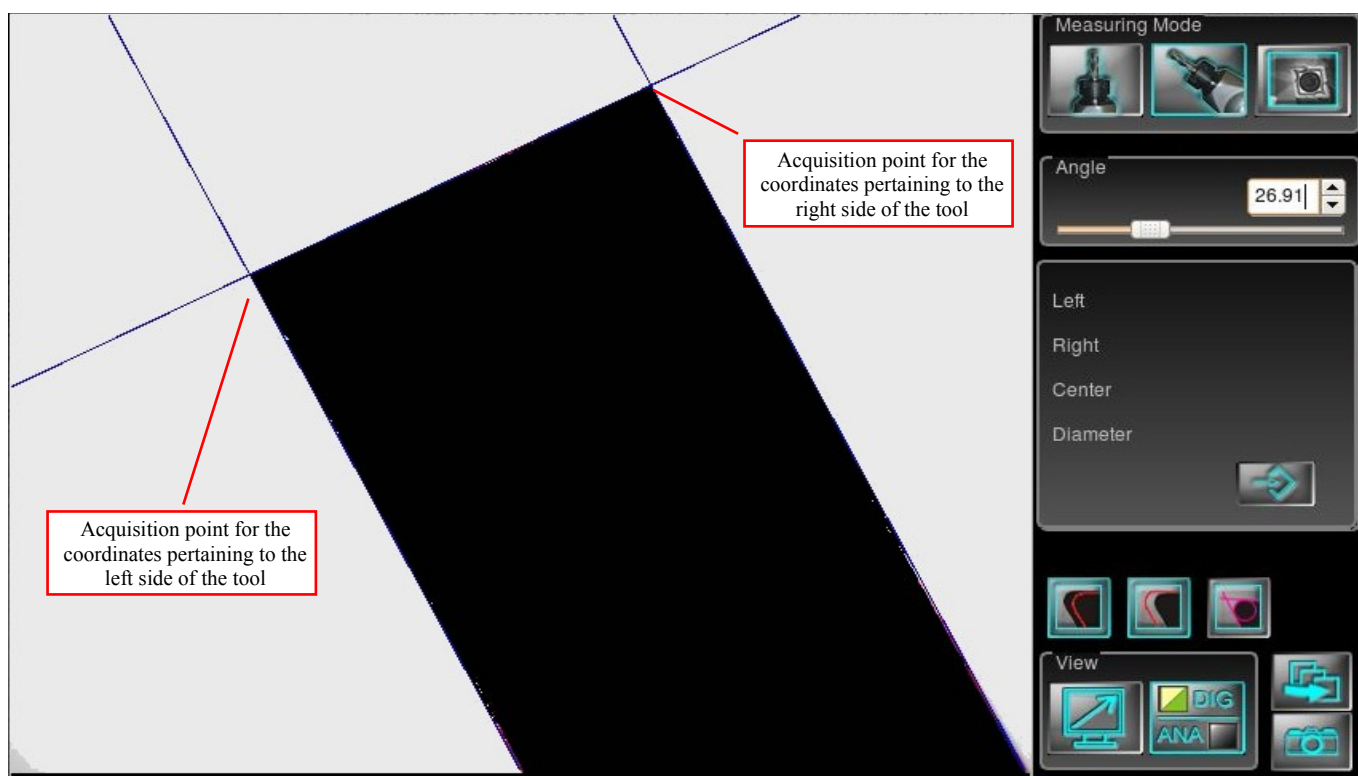 Measuring Mode
Acquisition point for the
coordinates pertaining to the
right side of the tool
Angle
26.91
Left
Right
Center
Diameter
Acquisition point for the
coordinates pertaining to the
left side of the tool
View
DIG
ANA